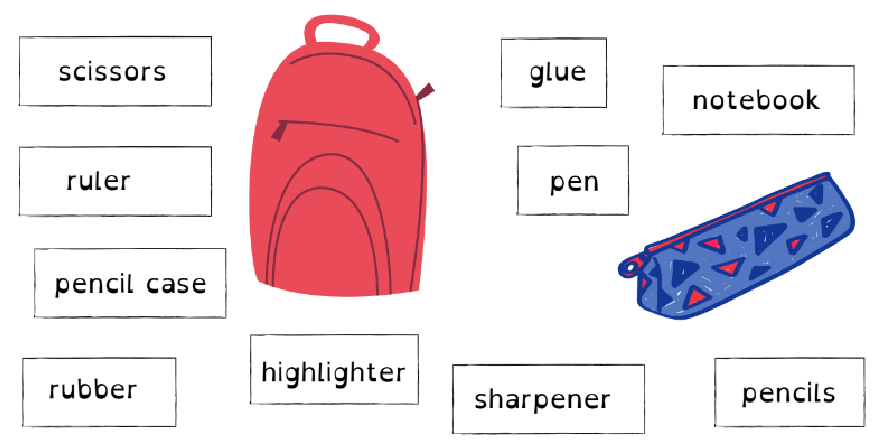 scissors
glue
notebook
ruler
pen
pencil case
highlighter
rubber
sharpener
pencils